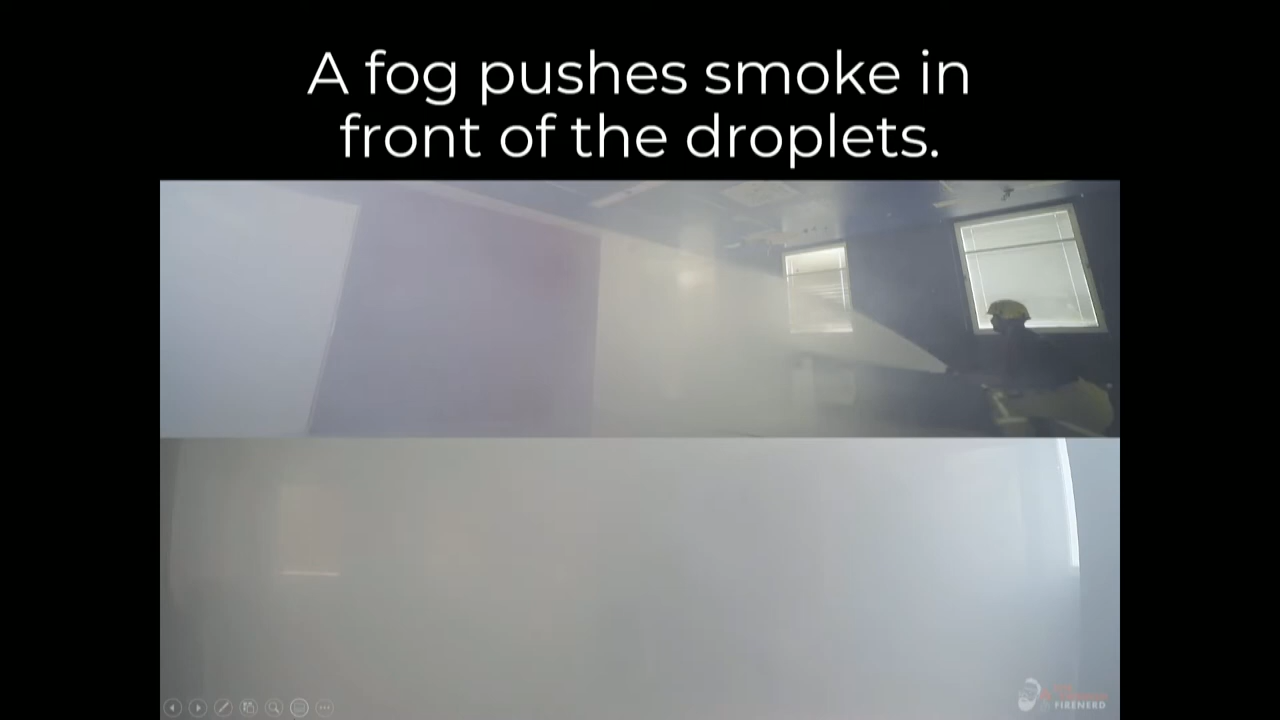 A fog pushes smoke in
front of the droplets.
FIRENERD